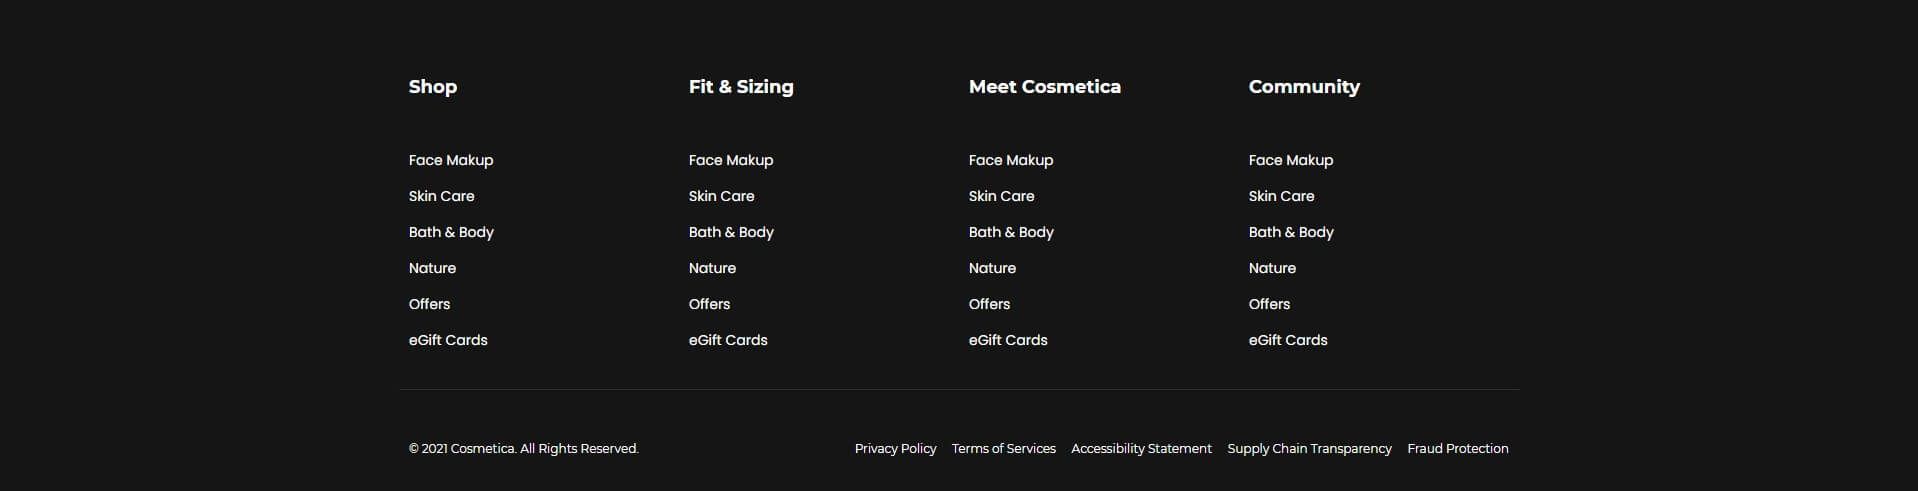 Shop
Face Makup
Skin Care
Bath & Body
Nature
Offers
eGift Cards
Fit & Sizing
Face Makup
Skin Care
Bath & Body
Nature
Offers
eGift Cards
Meet Cosmetica
Face Makup
Skin Care
Bath & Body
Nature
Offers
eGift Cards
Community
Face Makup
Skin Care
Bath & Body
Nature
Offers
eGift Cards
© 2021 Cosmetica. All Rights Reserved.
Privacy Policy Terms of Services Accessibility Statement Supply Chain Transparency Fraud Protection